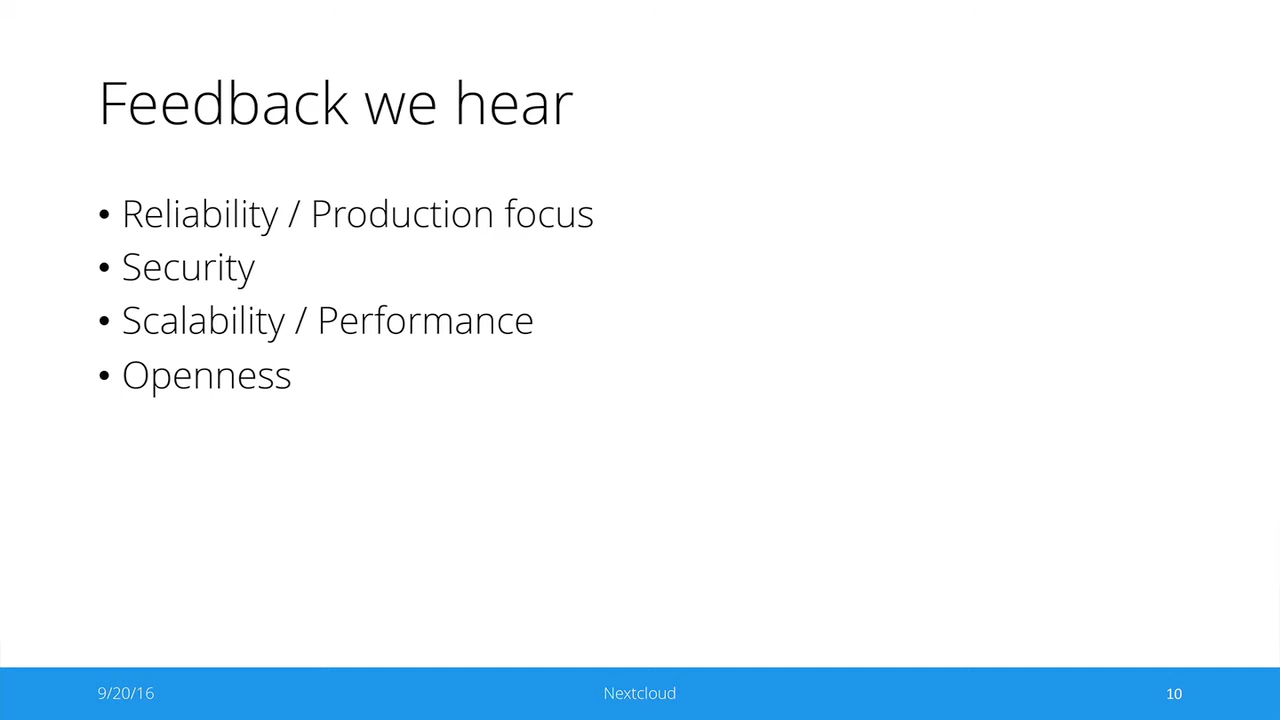 Feedback we hear
• Reliability / Production focus
• Security
• Scalability / Performance
• Openness
9/20/16 Nextcloud 10